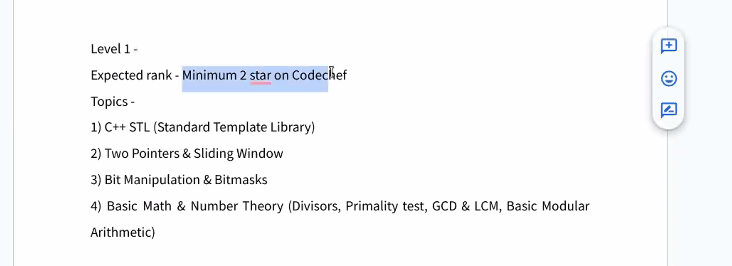 Level 1 -
Expected rank - Minimum 2 star on Codechef
Topics -
1) C++ STL (Standard Template Library)
2) Two Pointers & Sliding Window
3) Bit Manipulation & Bitmasks
4) Basic Math & Number Theory (Divisors, Primality test, GCD & LCM, Basic Modular
Arithmetic)